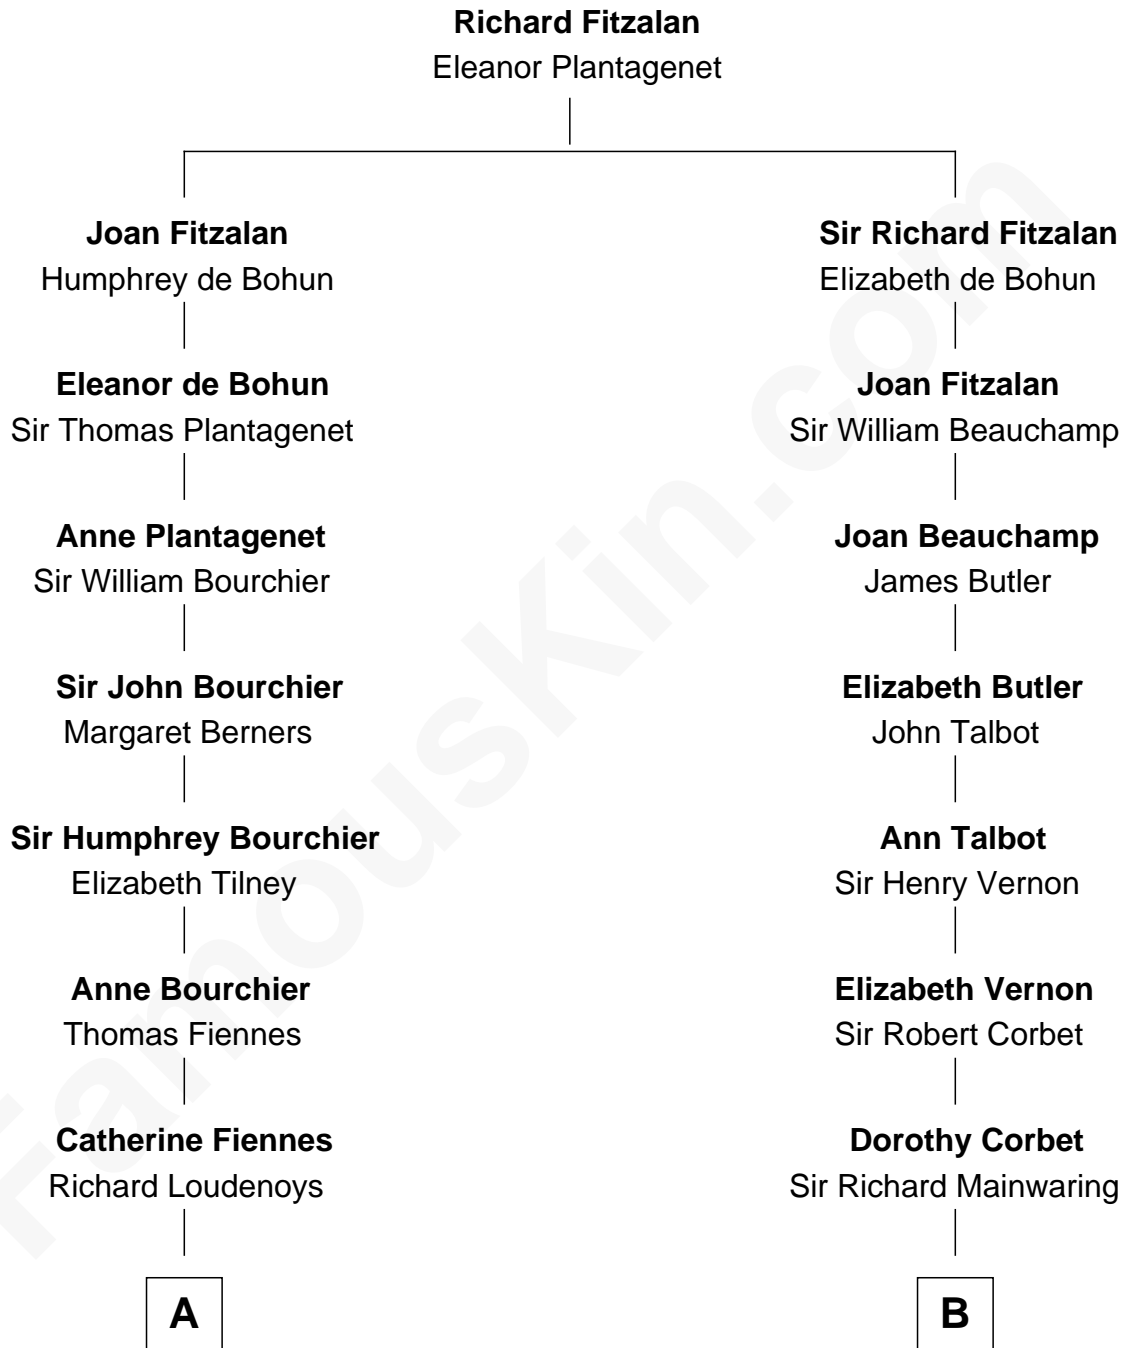 Richard Fitzalan
Eleanor Plantagenet
Joan Fitzalan
Humphrey de Bohun
Sir Richard Fitzalan
Elizabeth de Bohun
Eleanor de Bohun
Sir Thomas Plantagenet
Joan Fitzalan
Sir William Beauchamp
Anne Plantagenet
Sir William Bourchier
Joan Beauchamp
James Butler
Sir John Bourchier
Margaret Berners
Elizabeth Butler
John Talbot
Sir Humphrey Bourchier
Elizabeth Tilney
Ann Talbot
Sir Henry Vernon
Anne Bourchier
Thomas Fiennes
Elizabeth Vernon
Sir Robert Corbet
Catherine Fiennes
Richard Loudenoys
Dorothy Corbet
Sir Richard Mainwaring
A
B
FamousKin.com